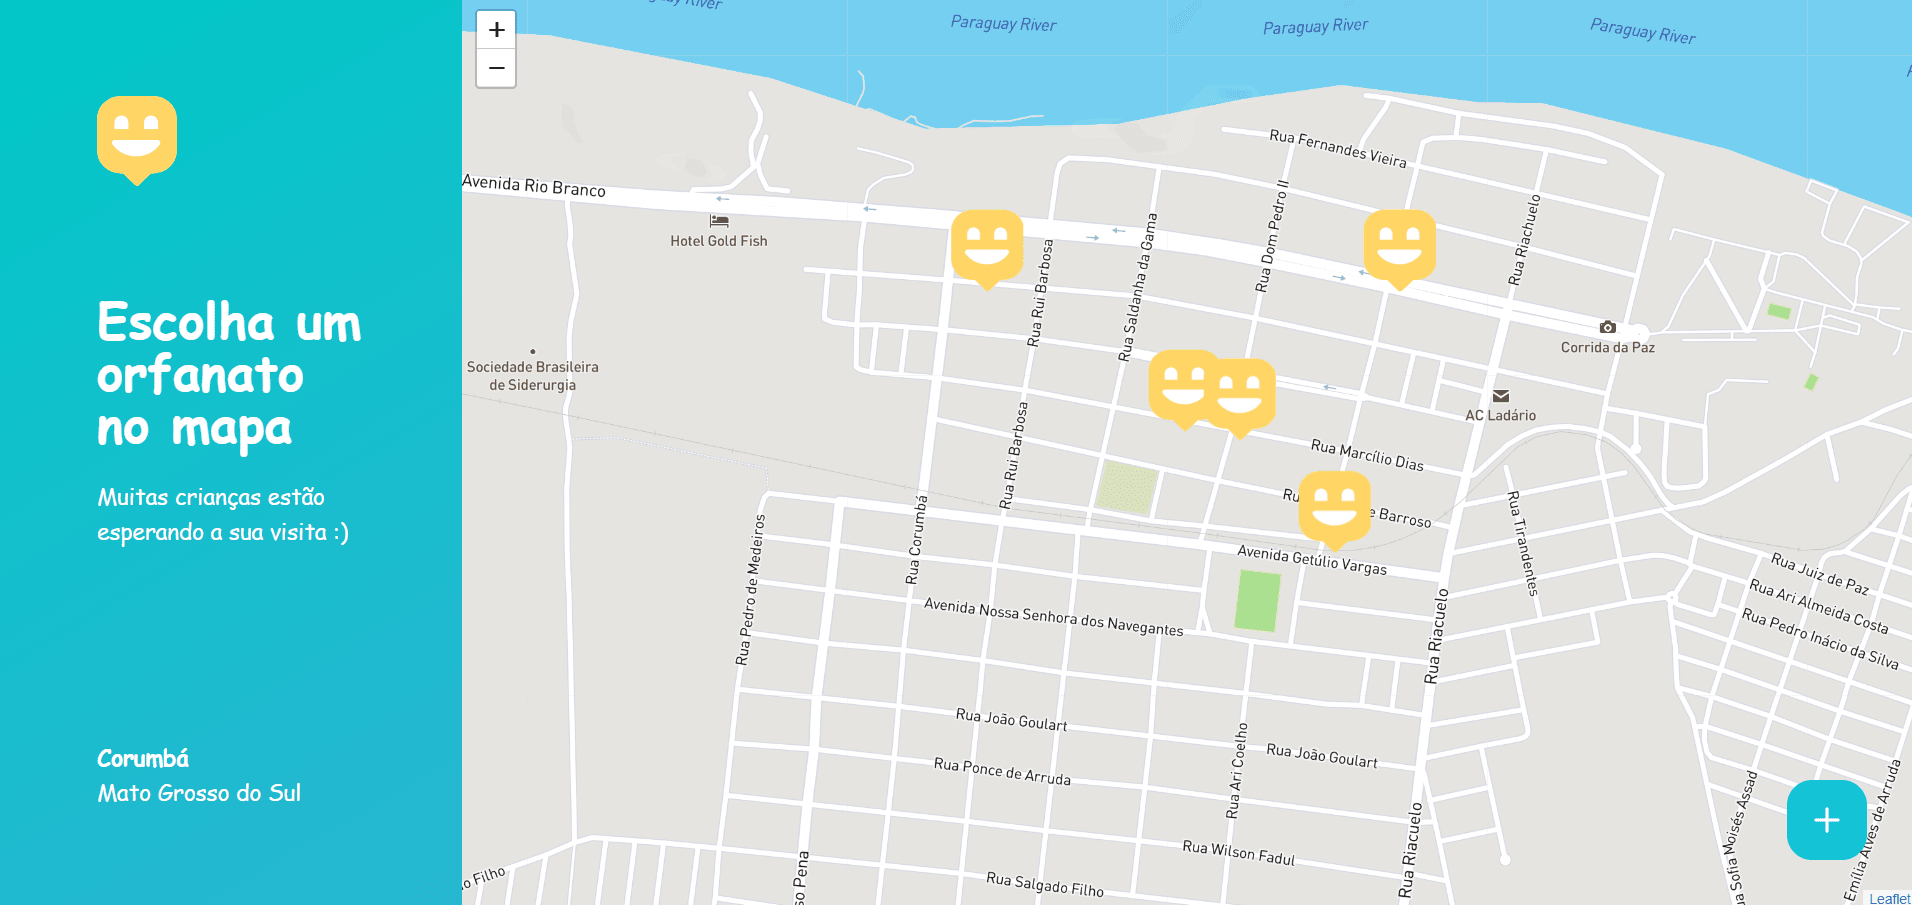 Escolha um
orfanato
no mapa
Muitas crianças estão
esperando a sua visita :)
Corumbá
Mato Grosso do Sul
+
−
Paraguay River
Paraguay River
Paraguay River
Avenida Rio Branco
Hotel Gold Fish
Sociedade Brasileira
de Siderurgia
Rua Fernandes Vieira
Rua Rui Barbosa
Rua Saldanha da Gama
Rua Dom Pedro II
Rua Riachuelo
Corrida da Paz
AC Ladário
Rua Rui Barbosa
Rua Marcílio Dias
Ru
e Barroso
Rua Corumbá
Rua Pedro de Medeiros
Avenida Getúlio Vargas
Rua Tirandentes
Avenida Nossa Senhora dos Navegantes
Rua Riacuelo
Rua Juiz de Paz
Rua Ari Almeida Costa
Rua Pedro Inácio da Silva
Rua João Goulart
Rua João Goulart
Rua Ponce de Arruda
Rua Ari Coelho
Rua Wilson Fadul
Rua Riacuelo
Rua Salgado Filho
o Filho
so Pena
Sofia Moisés Assad
Emília Alves de Arruda
Leaflet